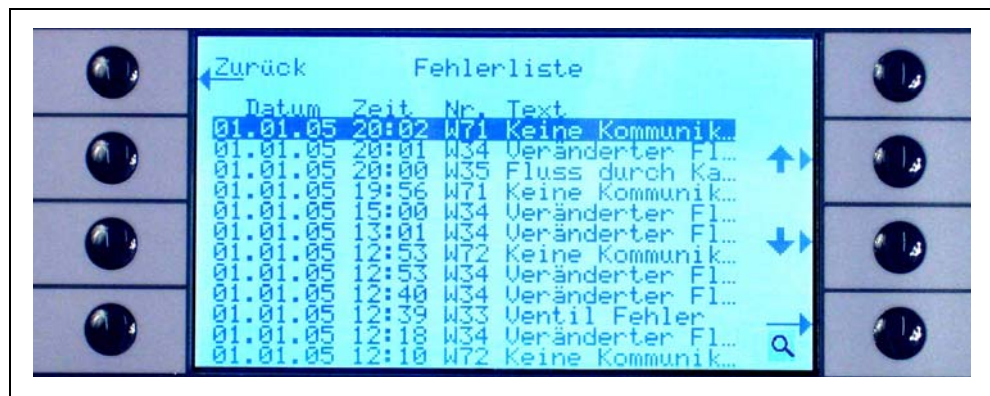 Zurück Fehlerliste
Datum Zeit Nr. Text
01.01.05 20:02 W71 Keine Kommunik…
01.01.05 20:01 W34 Veränderter Fl…
01.01.05 20:00 W35 Fluss durch Ka…
01.01.05 19:56 W71 Keine Kommunik…
01.01.05 15:00 W34 Veränderter Fl…
01.01.05 13:01 W34 Veränderter Fl…
01.01.05 12:53 W72 Keine Kommunik…
01.01.05 12:53 W34 Veränderter Fl…
01.01.05 12:40 W34 Veränderter Fl…
01.01.05 12:39 W33 Ventil Fehler
01.01.05 12:18 W34 Veränderter Fl…
01.01.05 12:10 W72 Keine Kommunik…